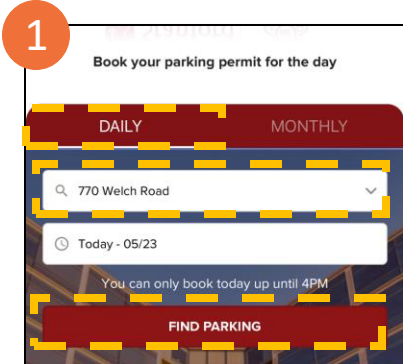 1
Book your parking permit for the day
DAILY
MONTHLY
770 Welch Road
Today - 05/23
You can only book today up until 4PM
FIND PARKING